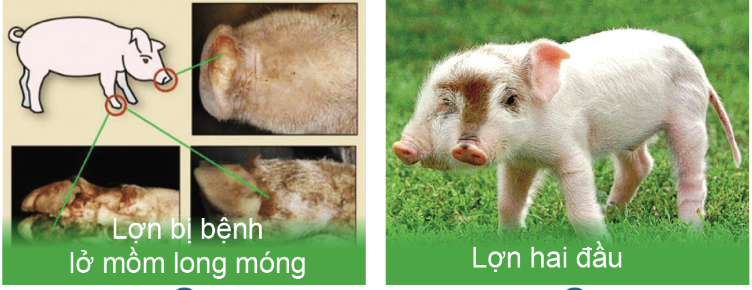 Lợn bị bệnh
lở mồm long móng
Lợn hai đầu